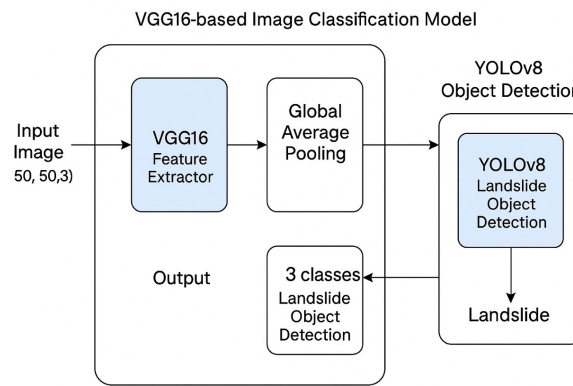 VGG16-based Image Classification Model
YOLOv8
Object Detection
Input
Image
50, 50,3)
VGG16
Feature
Extractor
Global
Average
Pooling
YOLOv8
Landslide
Object
Detection
Output
3 classes
Landslide
Object
Detection
Landslide